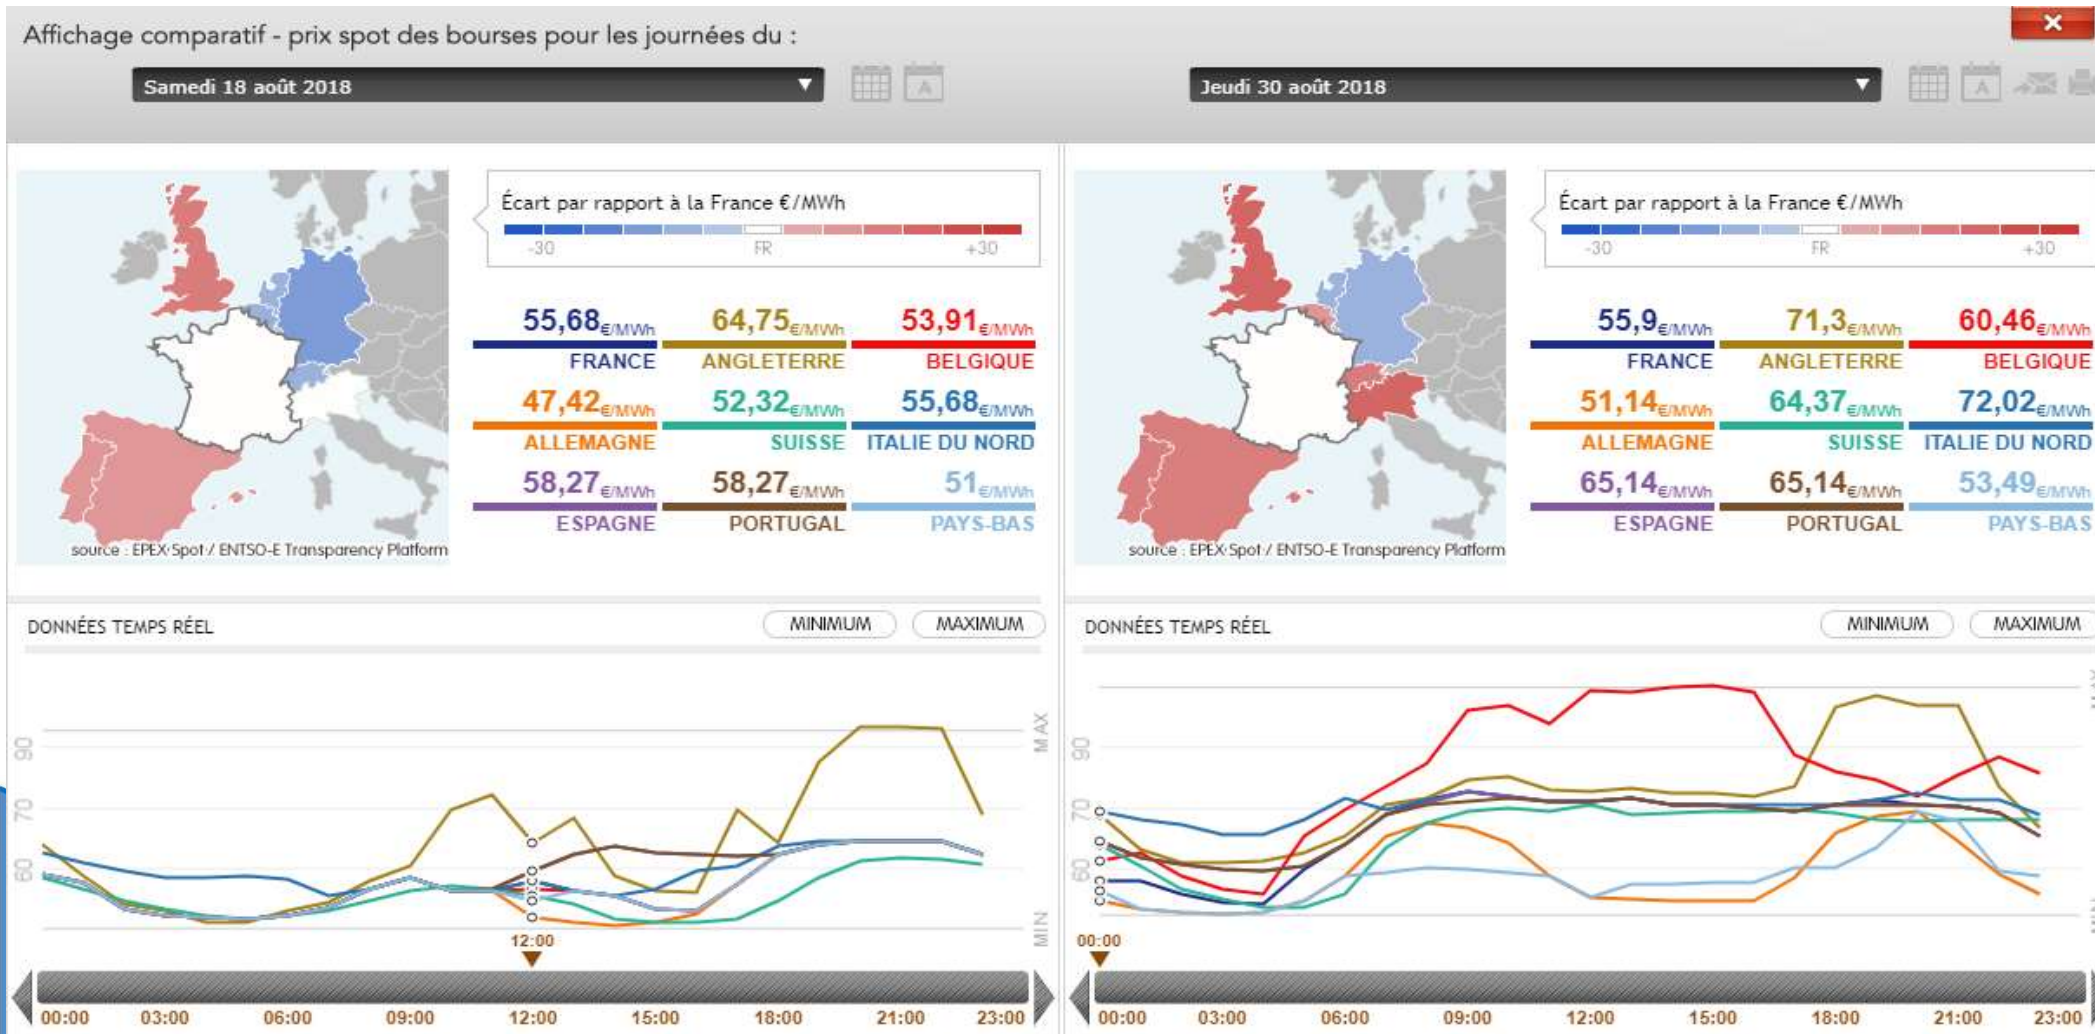 Affichage comparatif - prix spot des bourses pour les journées du :
Samedi 18 août 2018
A
Jeudi 30 août 2018
A
Écart par rapport à la France €/MWh
-30 FR +30
55,68€/MWh 64,75€/MWh 53,91€/MWh
FRANCE ANGLETERRE BELGIQUE
47,42€/MWh 52,32€/MWh 55,68€/MWh
ALLEMAGNE SUISSE ITALIE DU NORD
58,27€/MWh 58,27€/MWh 51€/MWh
ESPAGNE PORTUGAL PAYS-BAS
source : EPEX Spot / ENTSO-E Transparency Platform
Écart par rapport à la France €/MWh
-30 FR +30
55,9€/MWh 71,3€/MWh 60,46€/MWh
FRANCE ANGLETERRE BELGIQUE
51,14€/MWh 64,37€/MWh 72,02€/MWh
ALLEMAGNE SUISSE ITALIE DU NORD
65,14€/MWh 65,14€/MWh 53,49€/MWh
ESPAGNE PORTUGAL PAYS-BAS
source : EPEX Spot / ENTSO-E Transparency Platform
DONNÉES TEMPS RÉEL MINIMUM MAXIMUM
90
70
60
MAX
MIN
12:00
00:00 03:00 06:00 09:00 12:00 15:00 18:00 21:00 23:00
DONNÉES TEMPS RÉEL MINIMUM MAXIMUM
90
70
60
00:00
00:00 03:00 06:00 09:00 12:00 15:00 18:00 21:00 23:00